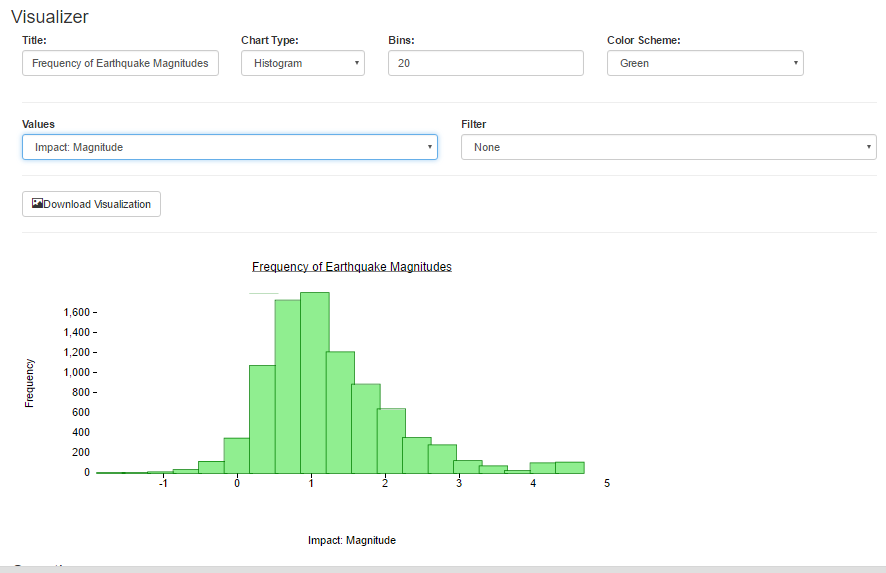 Visualizer
Title: Chart Type: Bins: Color Scheme:
Frequency of Earthquake Magnitudes Histogram 20 Green
Values Filter
Impact: Magnitude None
Download Visualization
Frequency of Earthquake Magnitudes
1,600
1,400
1,200
1,000
800
600
400
200
0
Frequency
-1 0 1 2 3 4 5
Impact: Magnitude